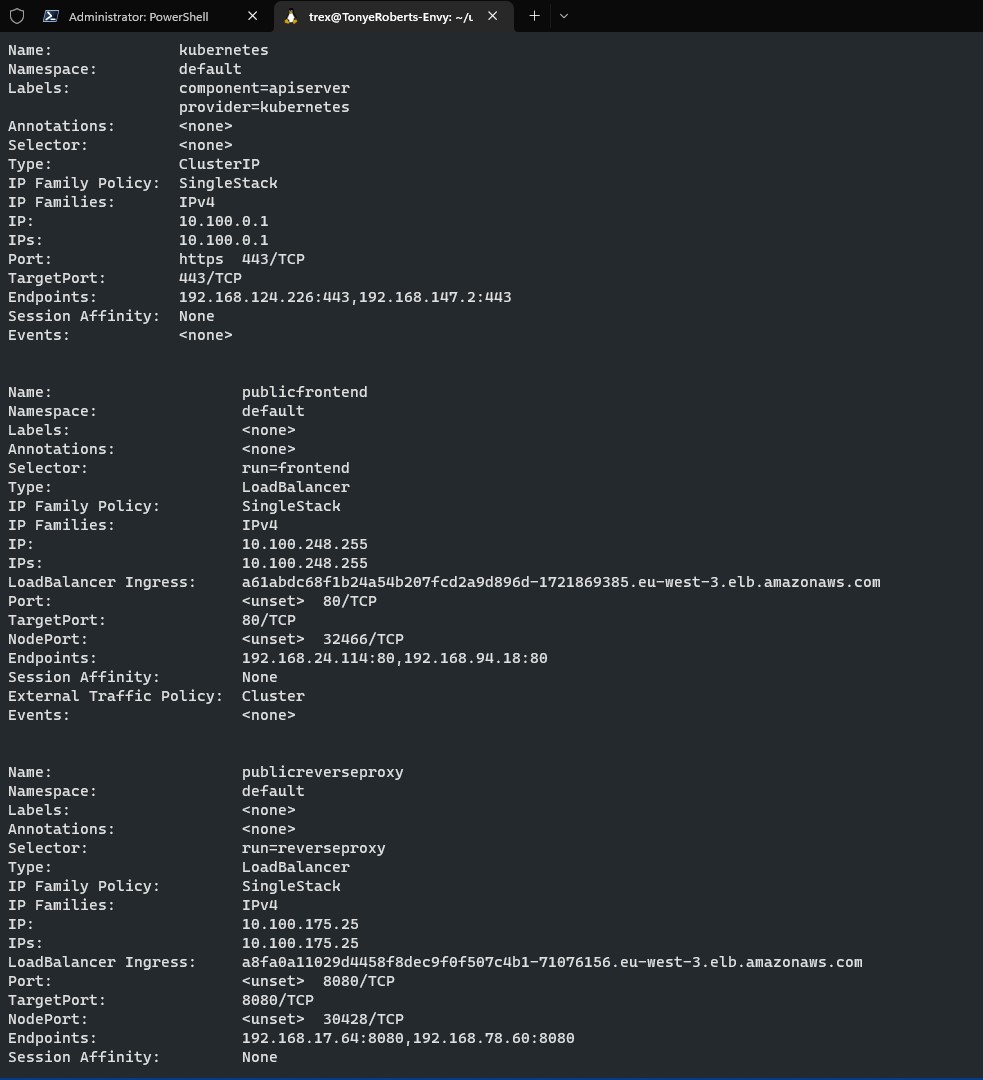 Administrator: PowerShell
trex@TonyeRoberts-Envy: ~/u
Name: kubernetes
Namespace: default
Labels: component=apiserver
provider=kubernetes
Annotations: <none>
Selector: <none>
Type: ClusterIP
IP Family Policy: SingleStack
IP Families: IPv4
IP: 10.100.0.1
IPs: 10.100.0.1
Port: https 443/TCP
TargetPort: 443/TCP
Endpoints: 192.168.124.226:443,192.168.147.2:443
Session Affinity: None
Events: <none>
Name: publicfrontend
Namespace: default
Labels: <none>
Annotations: <none>
Selector: run=frontend
Type: LoadBalancer
IP Family Policy: SingleStack
IP Families: IPv4
IP: 10.100.248.255
IPs: 10.100.248.255
LoadBalancer Ingress: a61abdc68f1b24a54b207fcd2a9d896d-1721869385.eu-west-3.elb.amazonaws.com
Port: <unset> 80/TCP
TargetPort: 80/TCP
NodePort: <unset> 32466/TCP
Endpoints: 192.168.24.114:80,192.168.94.18:80
Session Affinity: None
External Traffic Policy: Cluster
Events: <none>
Name: publicreverseproxy
Namespace: default
Labels: <none>
Annotations: <none>
Selector: run=reverseproxy
Type: LoadBalancer
IP Family Policy: SingleStack
IP Families: IPv4
IP: 10.100.175.25
IPs: 10.100.175.25
LoadBalancer Ingress: a8fa0a11029d4458f8dec9f0f507c4b1-71076156.eu-west-3.elb.amazonaws.com
Port: <unset> 8080/TCP
TargetPort: 8080/TCP
NodePort: <unset> 30428/TCP
Endpoints: 192.168.17.64:8080,192.168.78.60:8080
Session Affinity: None